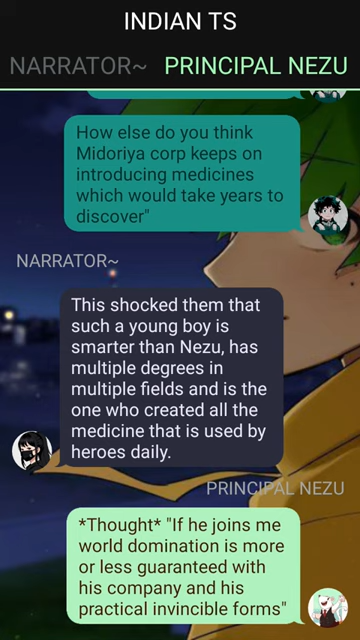 INDIAN TS
NARRATOR~ PRINCIPAL NEZU
How else do you think
Midoriya corp keeps on
introducing medicines
which would take years to
discover"
NARRATOR~
This shocked them that
such a young boy is
smarter than Nezu, has
multiple degrees in
multiple fields and is the
one who created all the
medicine that is used by
heroes daily.
PRINCIPAL NEZU
*Thought* "If he joins me
world domination is more
or less guaranteed with
his company and his
practical invincible forms"